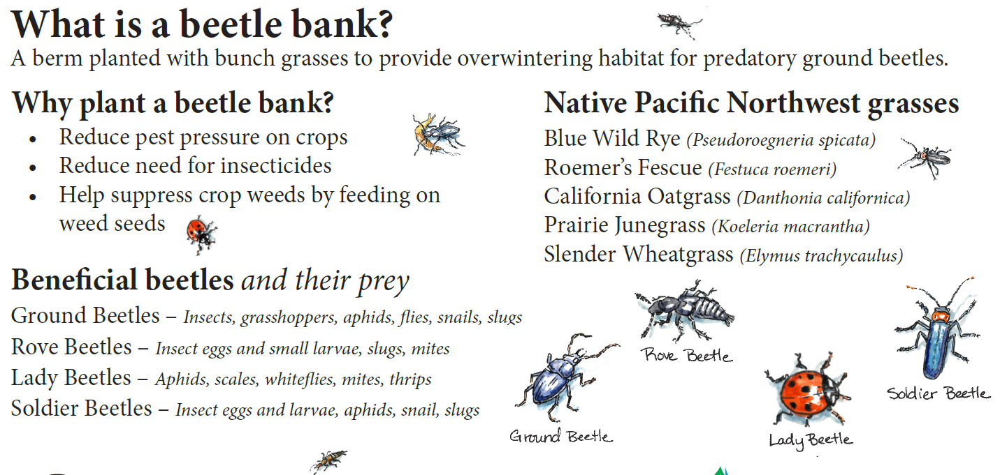 What is a beetle bank?
A berm planted with bunch grasses to provide overwintering habitat for predatory ground beetles.
Why plant a beetle bank?
• Reduce pest pressure on crops
• Reduce need for insecticides
• Help suppress crop weeds by feeding on
weed seeds
Beneficial beetles and their prey
Ground Beetles – Insects, grasshoppers, aphids, flies, snails, slugs
Rove Beetles – Insect eggs and small larvae, slugs, mites
Lady Beetles – Aphids, scales, whiteflies, mites, thrips
Soldier Beetles – Insect eggs and larvae, aphids, snail, slugs
Native Pacific Northwest grasses
Blue Wild Rye (Pseudoroegneria spicata)
Roemer's Fescue (Festuca roemeri)
California Oatgrass (Danthonia californica)
Prairie Junegrass (Koeleria macrantha)
Slender Wheatgrass (Elymus trachycaulus)
Rove Beetle
Soldier Beetle
Ground Beetle
Lady Beetle